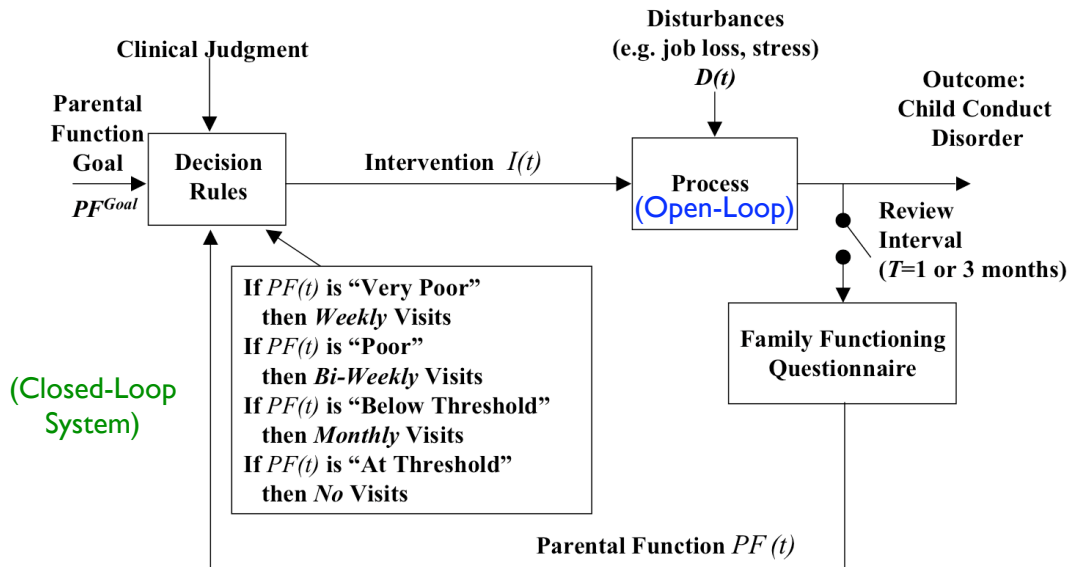 Clinical Judgment
Disturbances
(e.g. job loss, stress)
D(t)
Parental
Function
Goal
PF^Goal
Decision
Rules
Intervention I(t)
Process
(Open-Loop)
Outcome:
Child Conduct
Disorder
Review
Interval
(T=1 or 3 months)
If PF(t) is “Very Poor”
then Weekly Visits
If PF(t) is “Poor”
then Bi-Weekly Visits
If PF(t) is “Below Threshold”
then Monthly Visits
If PF(t) is “At Threshold”
then No Visits
Family Functioning
Questionnaire
(Closed-Loop
System)
Parental Function PF (t)